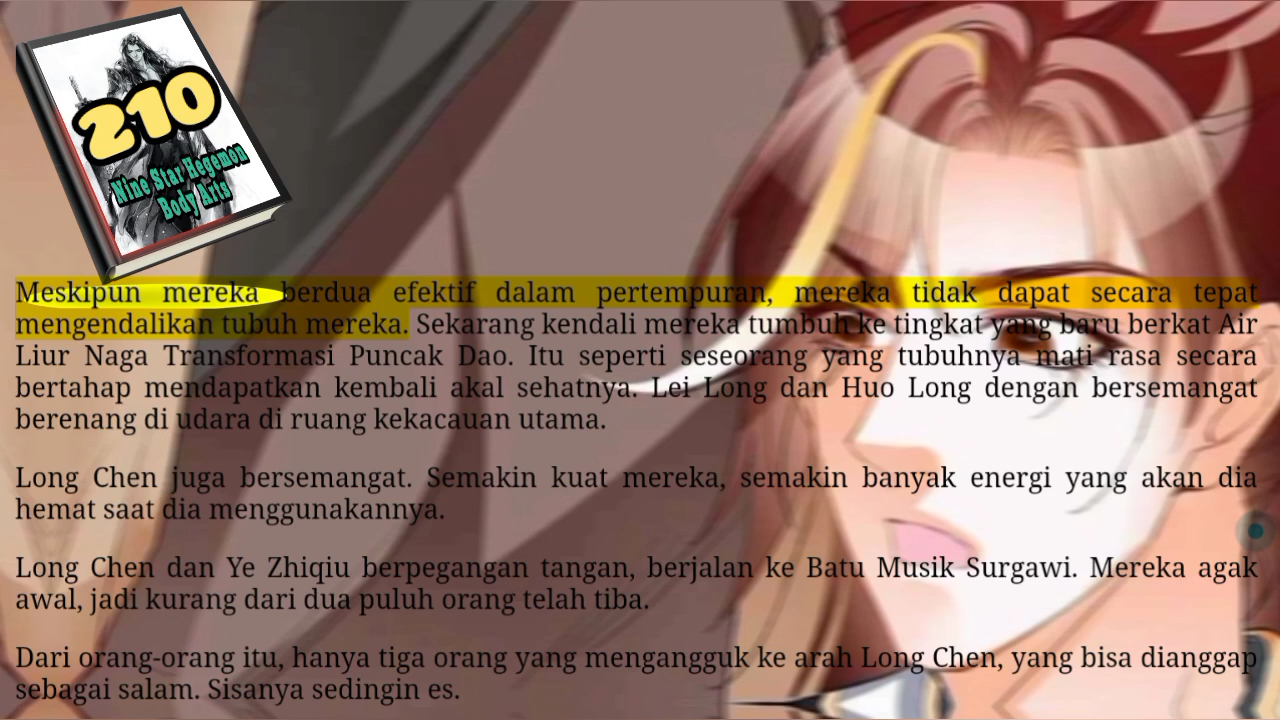 210
Nine Star Hegemon
Body Arts
Meskipun mereka berdua efektif dalam pertempuran, mereka tidak dapat secara tepat
mengendalikan tubuh mereka. Sekarang kendali mereka tumbuh ke tingkat yang baru berkat Air
Liur Naga Transformasi Puncak Dao. Itu seperti seseorang yang tubuhnya mati rasa secara
bertahap mendapatkan kembali akal sehatnya. Lei Long dan Huo Long dengan bersemangat
berenang di udara di ruang kekacauan utama.
Long Chen juga bersemangat. Semakin kuat mereka, semakin banyak energi yang akan dia
hemat saat dia menggunakannya.
Long Chen dan Ye Zhiqiu berpegangan tangan, berjalan ke Batu Musik Surgawi. Mereka agak
awal, jadi kurang dari dua puluh orang telah tiba.
Dari orang-orang itu, hanya tiga orang yang mengangguk ke arah Long Chen, yang bisa dianggap
sebagai salam. Sisanya sedingin es.